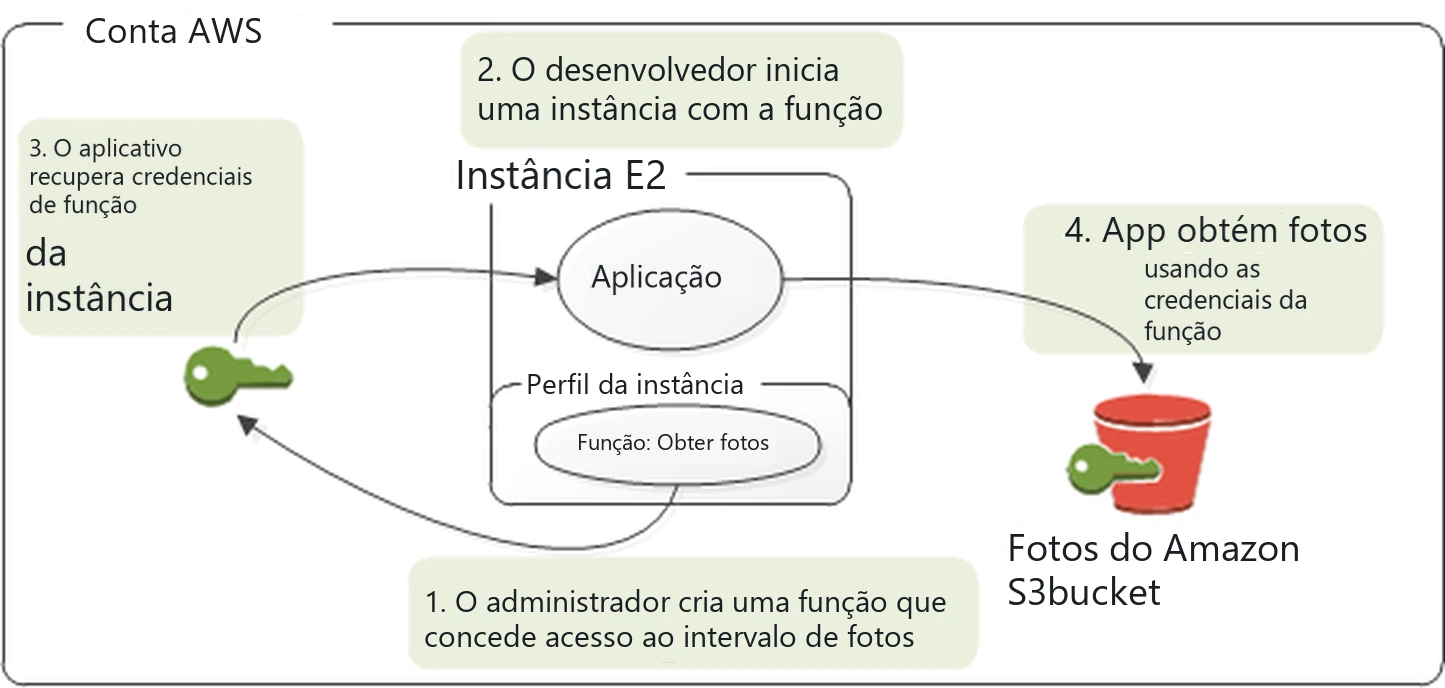 Conta AWS
2. O desenvolvedor inicia
uma instância com a função
3. O aplicativo
recupera credenciais
de função
da
instância
Instância E2
Aplicação
4. App obtém fotos
usando as
credenciais da
função
Perfil da instância
Função: Obter fotos
Fotos do Amazon
S3bucket
1. O administrador cria uma função que
concede acesso ao intervalo de fotos